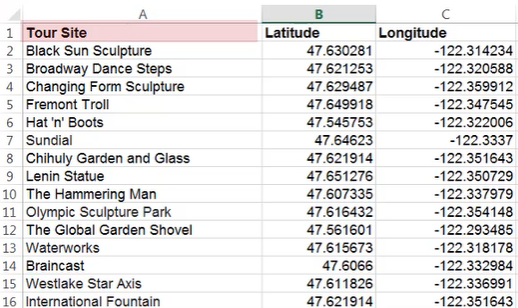 A B C
1 Tour Site Latitude Longitude
2 Black Sun Sculpture 47.630281 -122.314234
3 Broadway Dance Steps 47.621253 -122.320588
4 Changing Form Sculpture 47.629487 -122.359912
5 Fremont Troll 47.649918 -122.347545
6 Hat 'n' Boots 47.545753 -122.322006
7 Sundial 47.64623 -122.3337
8 Chihuly Garden and Glass 47.621914 -122.351643
9 Lenin Statue 47.651276 -122.350729
10 The Hammering Man 47.607335 -122.337979
11 Olympic Sculpture Park 47.616432 -122.354148
12 The Global Garden Shovel 47.561601 -122.293485
13 Waterworks 47.615673 -122.318178
14 Braincast 47.6066 -122.332984
15 Westlake Star Axis 47.611826 -122.336991
16 International Fountain 47.621914 -122.351643